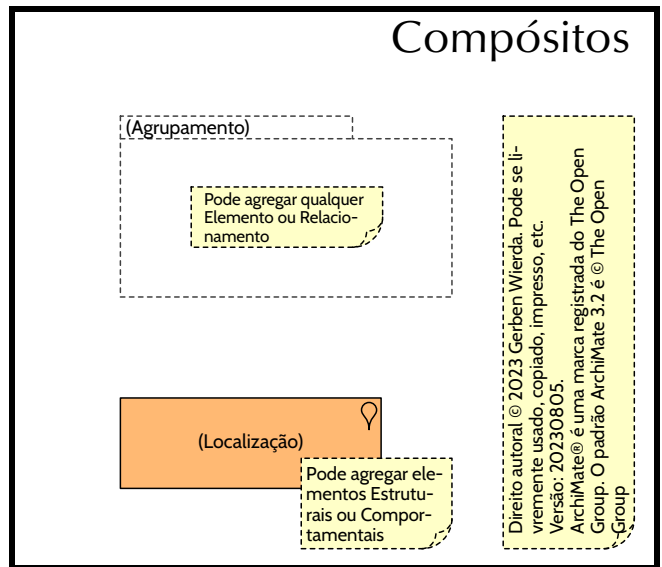 Compósitos
(Agrupamento)
Pode agregar qualquer
Elemento ou Relacio-
namento
(Localização)
Pode agregar ele-
mentos Estrutu-
rais ou Compor-
tamentais
Direito autoral © 2023 Gerben Wierda. Pode se li-
vremente usado, copiado, impresso, etc.
Versão: 20230805.
ArchiMate® é uma marca registrada do The Open
Group. O padrão ArchiMate 3.2 é © The Open
Group